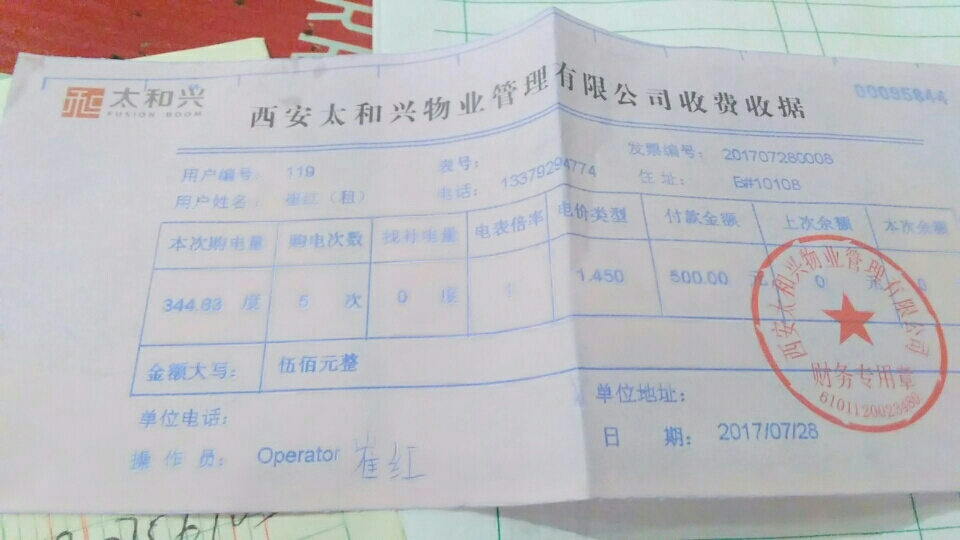 太和兴
FUSION BOOM
西安太和兴物业管理有限公司收费收据
00095844
用户编号: 119 表号: 发票编号: 201707280008
用户姓名: 崔红(租) 电话: 13379294774 住址: B#10108
本次购电量 购电次数 线补电量 电表倍率 电价类型 付款金额 上次余额 本次余额
344.83 度 5 次 0 度 1 1.450 500.00 元 0 元 0
金额大写: 伍佰元整
单位电话: 单位地址:
操作员: Operator 崔红 日期: 2017/07/28
西安太和兴物业管理有限公司
财务专用章